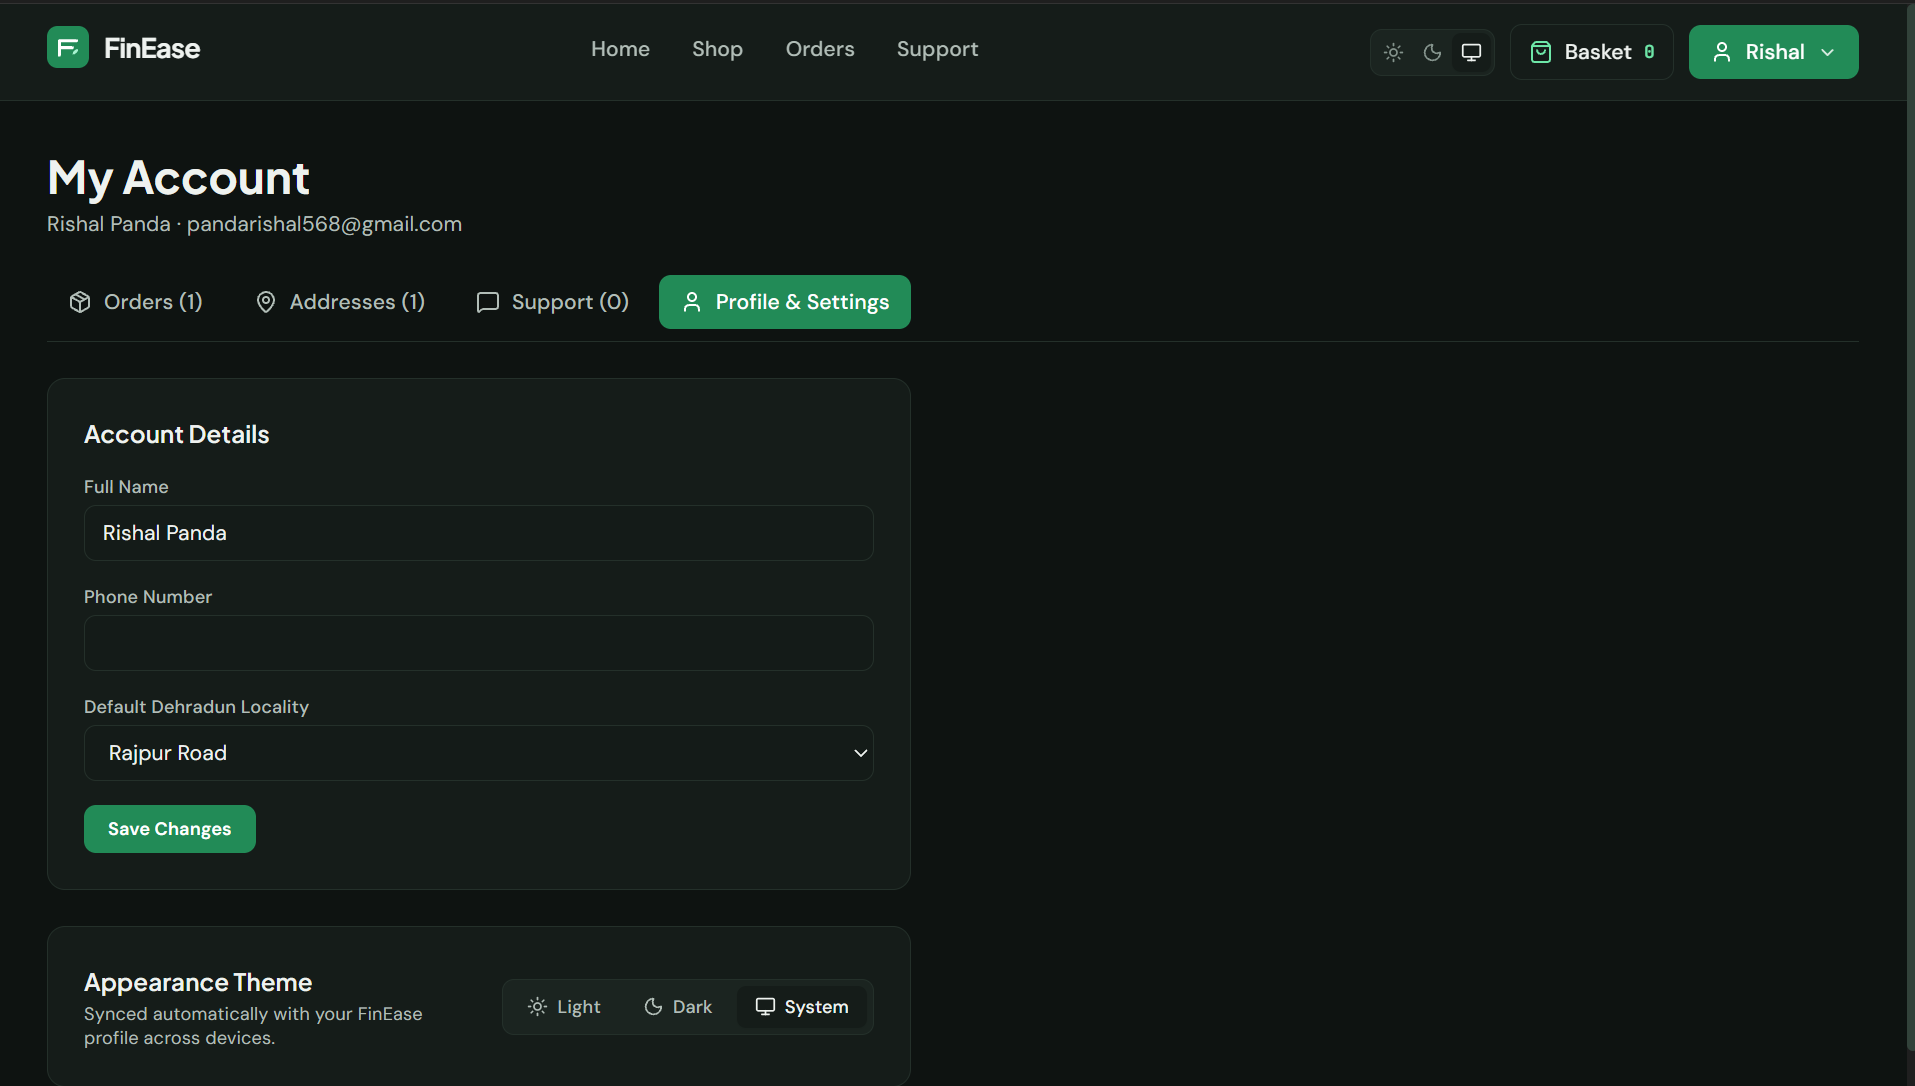 FinEase
Home Shop Orders Support
Basket 0
Rishal
My Account
Rishal Panda · pandarishal568@gmail.com
Orders (1) Addresses (1) Support (0) Profile & Settings
Account Details
Full Name
Rishal Panda
Phone Number
Default Dehradun Locality
Rajpur Road
Save Changes
Appearance Theme
Synced automatically with your FinEase
profile across devices.
Light Dark System